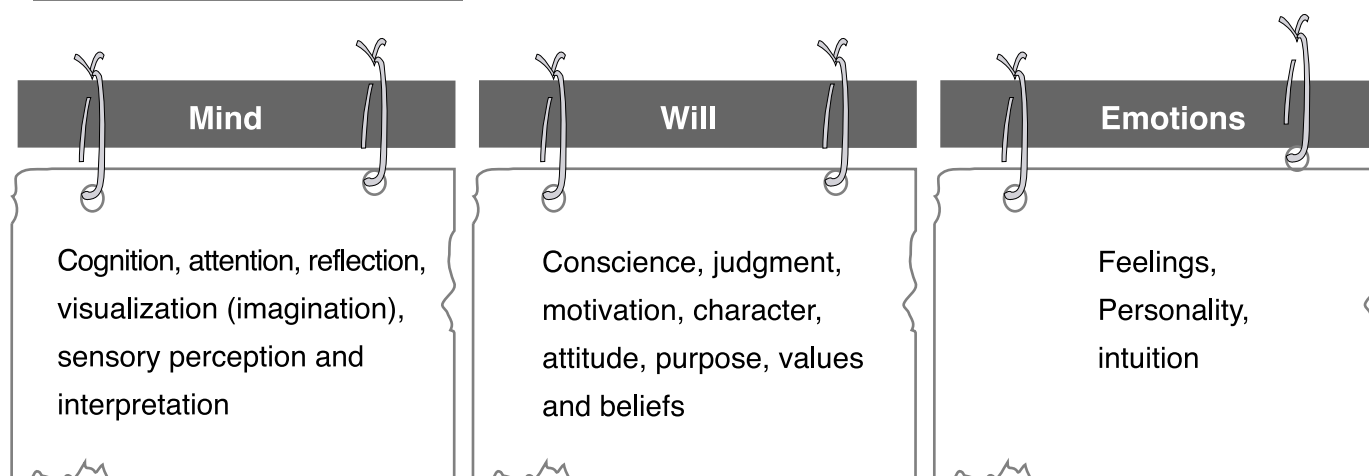 Mind
Cognition, attention, reflection,
visualization (imagination),
sensory perception and
interpretation
Will
Conscience, judgment,
motivation, character,
attitude, purpose, values
and beliefs
Emotions
Feelings,
Personality,
intuition